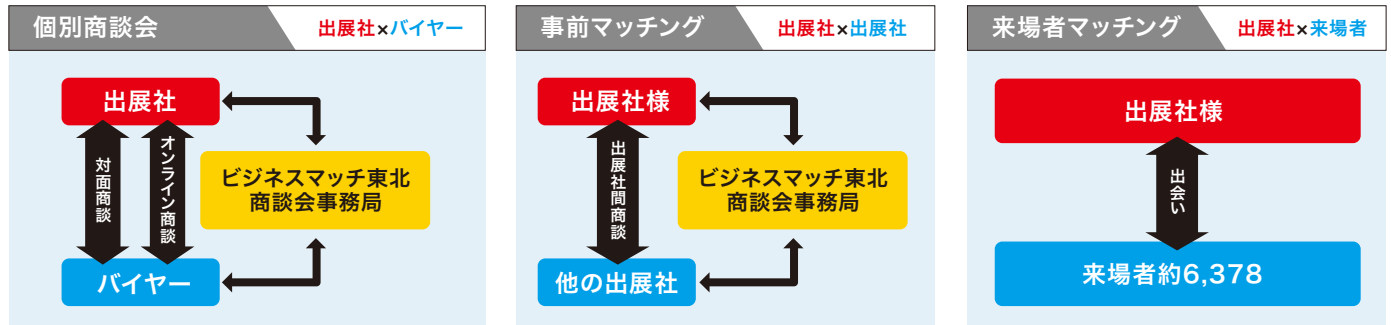 個別商談会
出展社×バイヤー
出展社
対面商談
オンライン商談
ビジネスマッチ東北
商談会事務局
バイヤー
事前マッチング
出展社×出展社
出展社様
出展社間商談
ビジネスマッチ東北
商談会事務局
他の出展社
来場者マッチング
出展社×来場者
出展社様
出会い
来場者約6,378